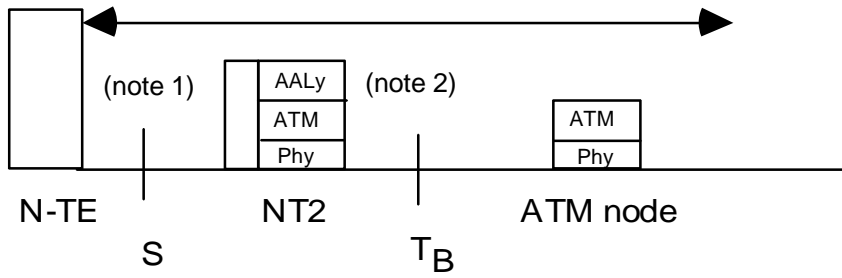 (note 1)
AALy
(note 2)
ATM
ATM
Phy
Phy
N-TE
NT2
ATM node
S
TB